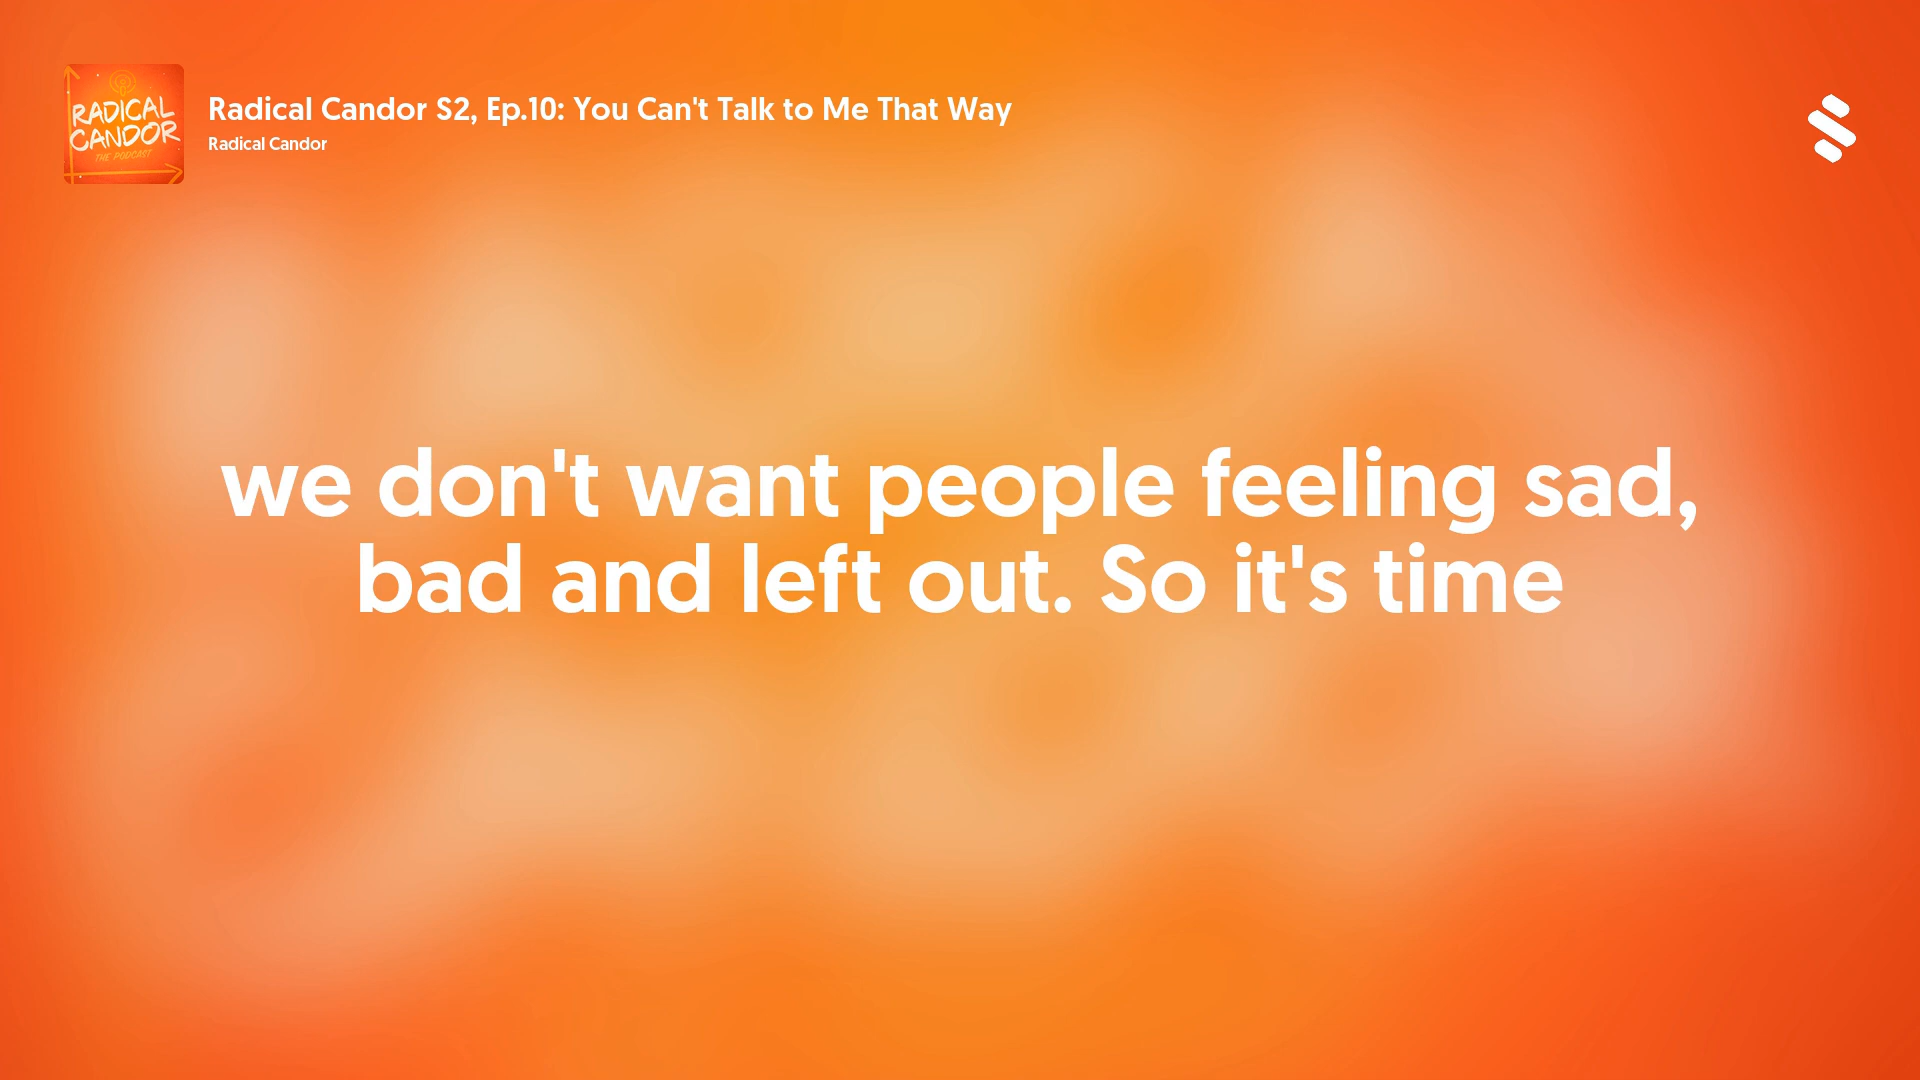 RADICAL
CANDOR
THE PODCAST
Radical Candor S2, Ep.10: You Can't Talk to Me That Way
Radical Candor
we don't want people feeling sad,
bad and left out. So it's time